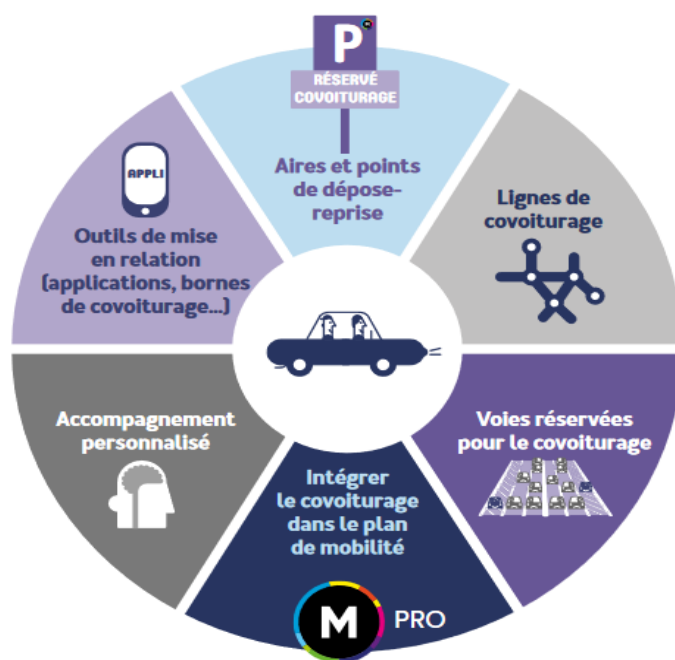 P
RÉSERVÉ
COVOITURAGE
Aires et points
de dépose-
reprise
Lignes de
covoiturage
Voies réservées
pour le covoiturage
Intégrer
le covoiturage
dans le plan
de mobilité
M PRO
Accompagnement
personnalisé
APPLI
Outils de mise
en relation
(applications, bornes
de covoiturage...)